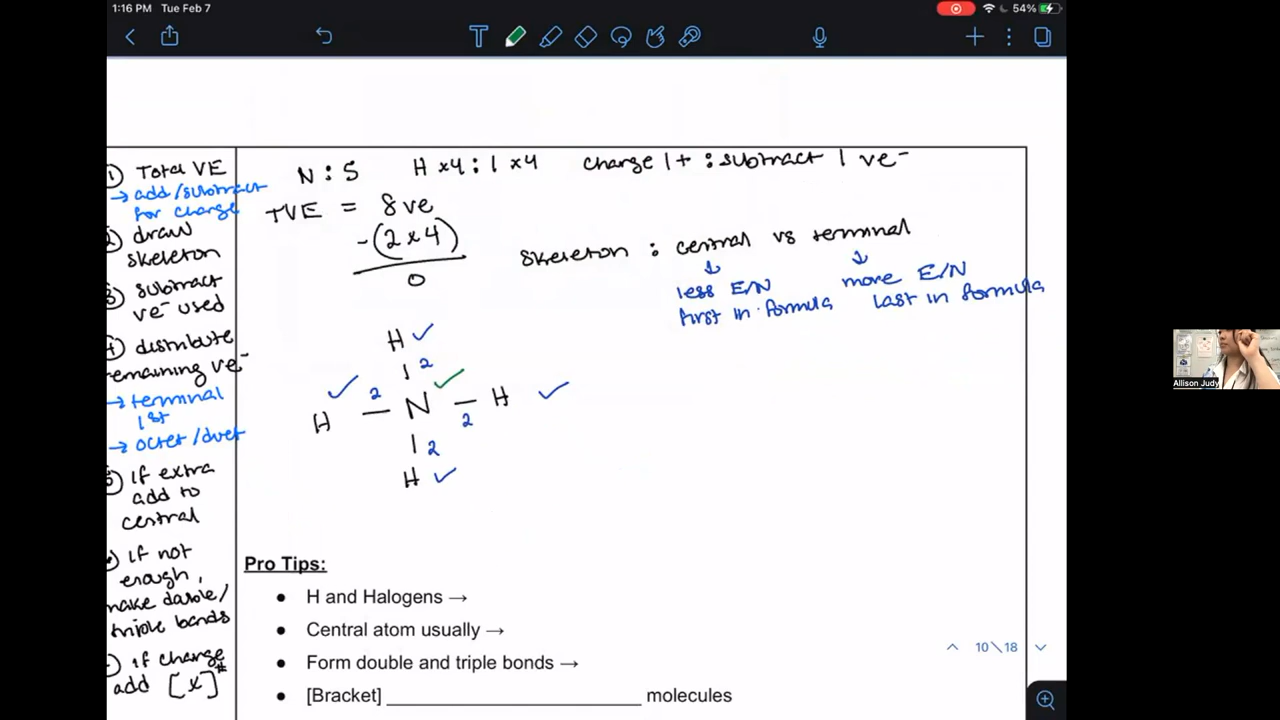 1:16 PM Tue Feb 7
54%
T
① Total VE
→ add/subtract
for charge
② draw
skeleton
③ subtract
ve⁻ used
④ distribute
remaining ve⁻
→ terminal
1st
→ octet/duet
⑤ if extra
add to
central
if not
enough,
make double/
triple bonds
if charge
add [x]#
N : 5 H x4 : 1 x4 charge 1+ : subtract 1 ve⁻
TVE = 8 ve
-(2 x 4)
0
Skeleton : central vs terminal
↓ ↓
less E/N more E/N
first in formula last in formula
H ✓
| 2 ✓
✓ H 2 — N — 2 H ✓
| 2
H ✓
Pro Tips:
● H and Halogens →
● Central atom usually →
● Form double and triple bonds →
● [Bracket] ____________________________ molecules
10\18
Allison Judy